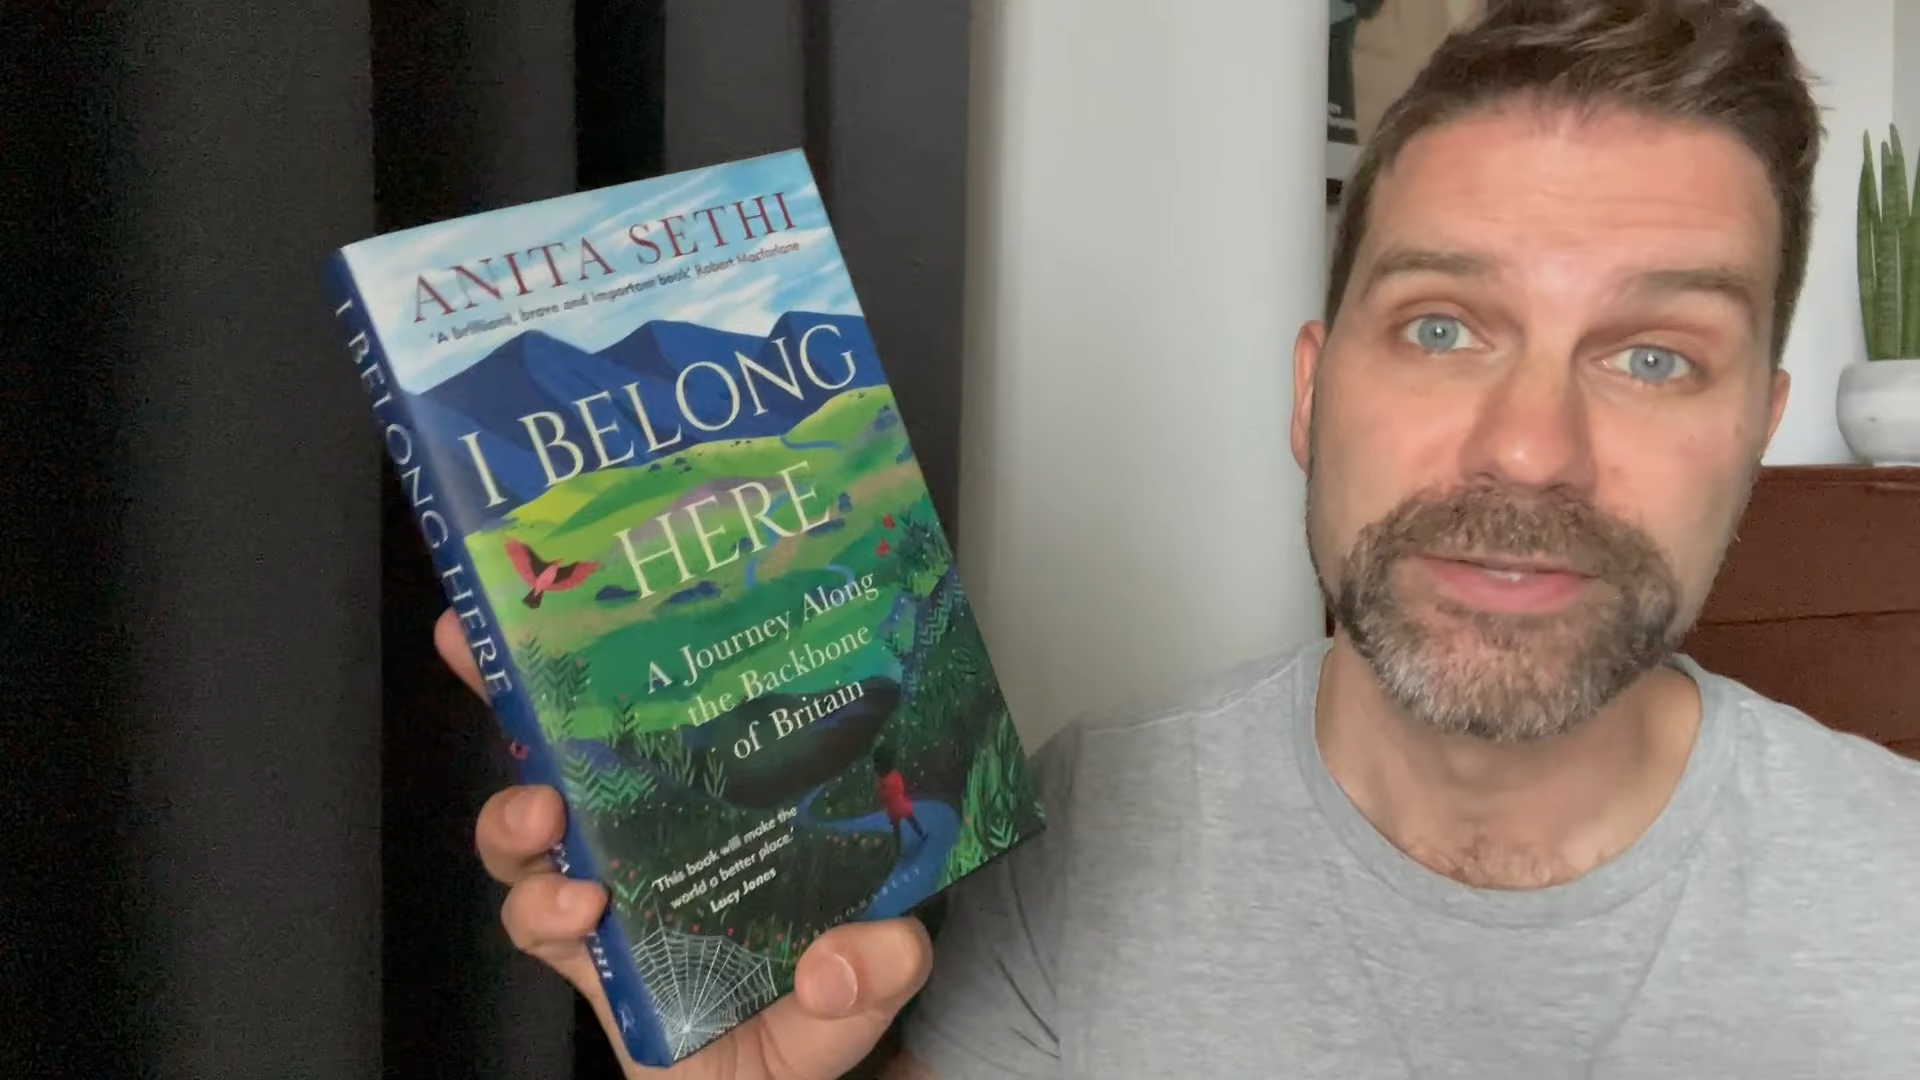 ANITA SETHI
'A brilliant, brave and important book' Robert Macfarlane
I BELONG
HERE
A Journey Along
the Backbone
of Britain
'This book will make the
world a better place.'
Lucy Jones
BLOOMSBURY
I BELONG HERE